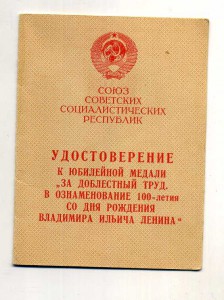 СОЮЗ
СОВЕТСКИХ
СОЦИАЛИСТИЧЕСКИХ
РЕСПУБЛИК
УДОСТОВЕРЕНИЕ
К ЮБИЛЕЙНОЙ МЕДАЛИ
„ЗА ДОБЛЕСТНЫЙ ТРУД.
В ОЗНАМЕНОВАНИЕ 100-летия
СО ДНЯ РОЖДЕНИЯ
ВЛАДИМИРА ИЛЬИЧА ЛЕНИНА“